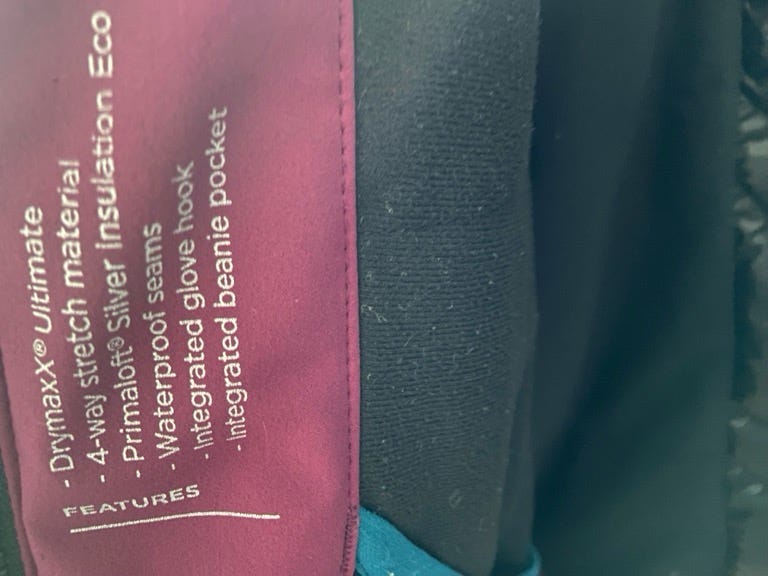 FEATURES
- DrymaxX® Ultimate
- 4-way stretch material
- Primaloft® Silver Insulation Eco
- Waterproof seams
- Integrated glove hook
- Integrated beanie pocket